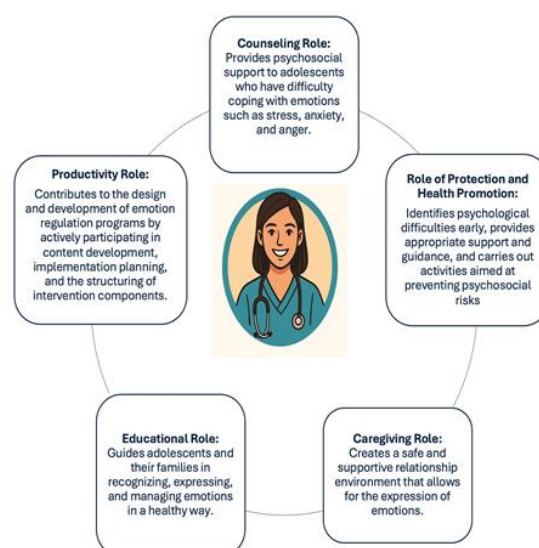 Counseling Role:
Provides psychosocial
support to adolescents
who have difficulty
coping with emotions
such as stress, anxiety,
and anger.
Productivity Role:
Contributes to the design
and development of emotion
regulation programs by
actively participating in
content development,
implementation planning,
and the structuring of
intervention components.
Role of Protection and
Health Promotion:
Identifies psychological
difficulties early, provides
appropriate support and
guidance, and carries out
activities aimed at
preventing psychosocial
risks
Educational Role:
Guides adolescents and
their families in
recognizing, expressing,
and managing emotions
in a healthy way.
Caregiving Role:
Creates a safe and
supportive relationship
environment that allows
for the expression of
emotions.